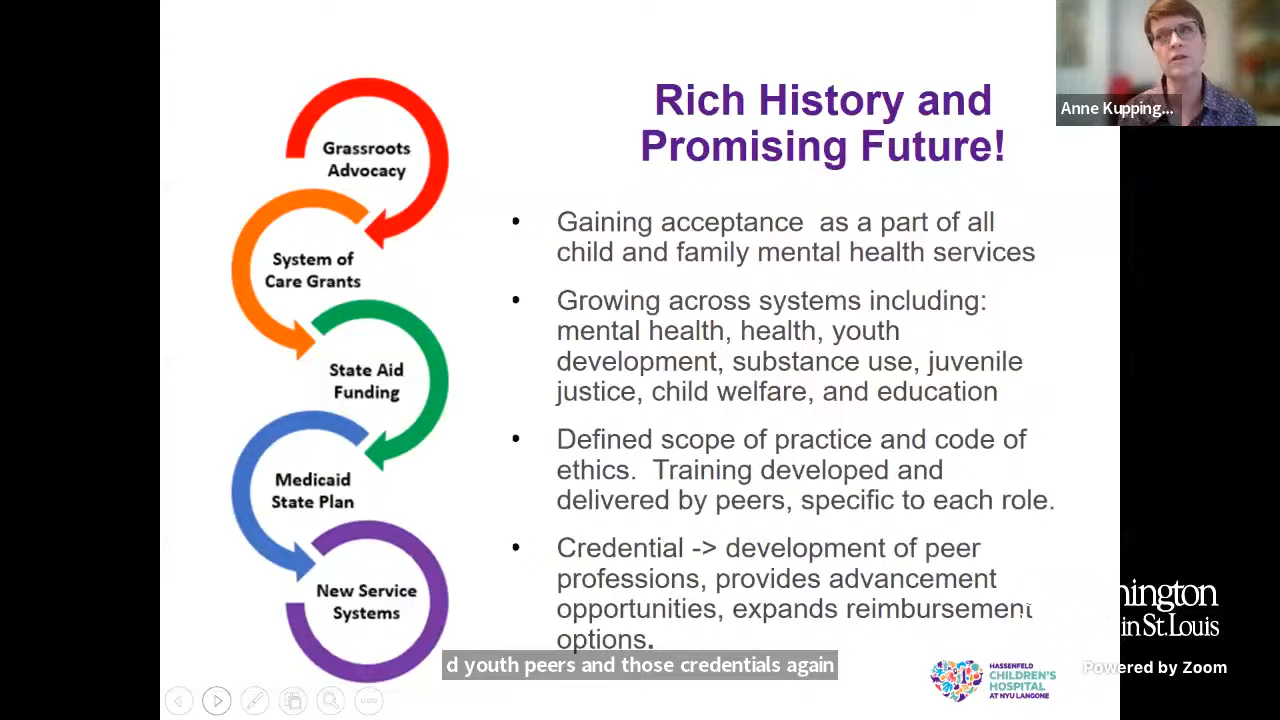 Rich History and
Promising Future!
Anne Kupping...
Grassroots
Advocacy
System of
Care Grants
State Aid
Funding
Medicaid
State Plan
New Service
Systems
• Gaining acceptance as a part of all
child and family mental health services
• Growing across systems including:
mental health, health, youth
development, substance use, juvenile
justice, child welfare, and education
• Defined scope of practice and code of
ethics. Training developed and
delivered by peers, specific to each role.
• Credential -> development of peer
professions, provides advancement
opportunities, expands reimbursement
options.
d youth peers and those credentials again
HASSENFELD
CHILDREN'S
HOSPITAL
AT NYU LANGONE
hington
in St. Louis
Powered by Zoom